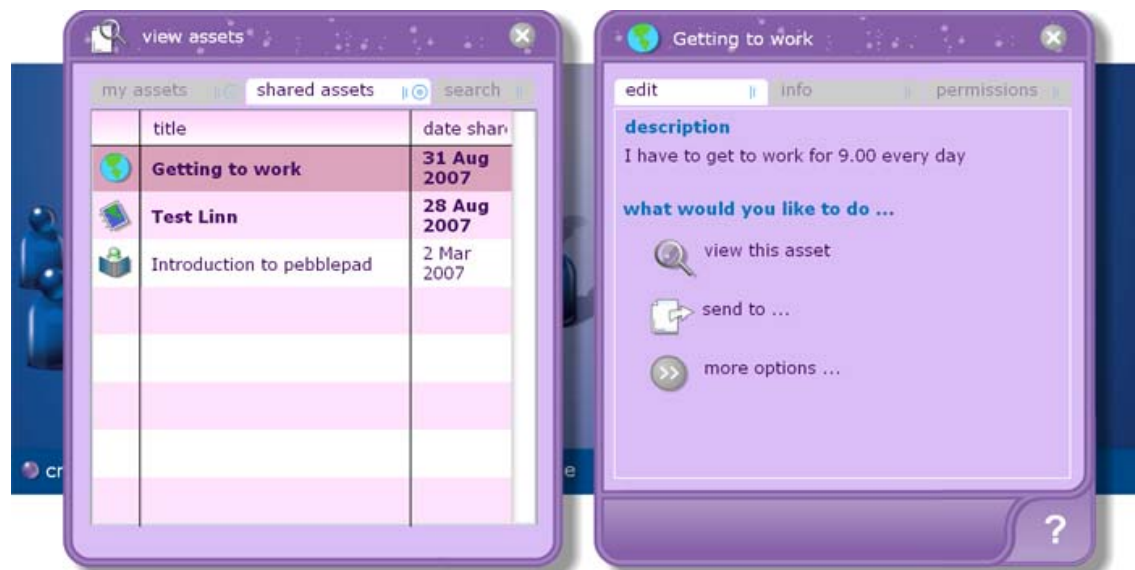 view assets
my assets shared assets search
title date shar
Getting to work 31 Aug
2007
Test Linn 28 Aug
2007
Introduction to pebblepad 2 Mar
2007
cr
e
Getting to work
edit info permissions
description
I have to get to work for 9.00 every day
what would you like to do ...
view this asset
send to ...
more options ...
?